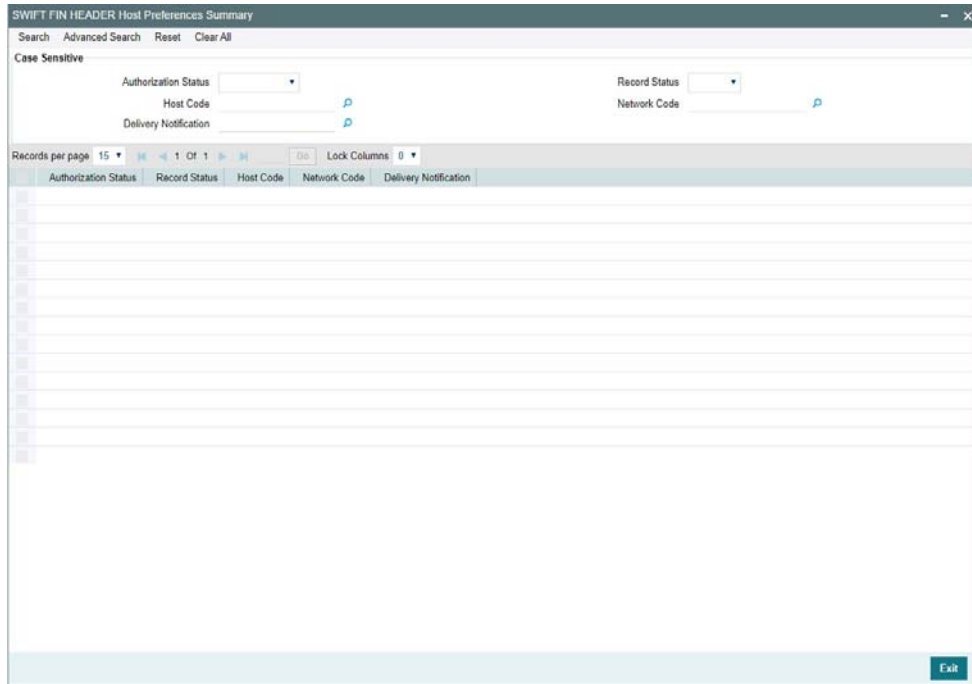 SWIFT FIN HEADER Host Preferences Summary
Search Advanced Search Reset Clear All
Case Sensitive
Authorization Status Record Status
Host Code Network Code
Delivery Notification
Records per page 15 1 Of 1 Go Lock Columns 0
Authorization Status Record Status Host Code Network Code Delivery Notification
Exit